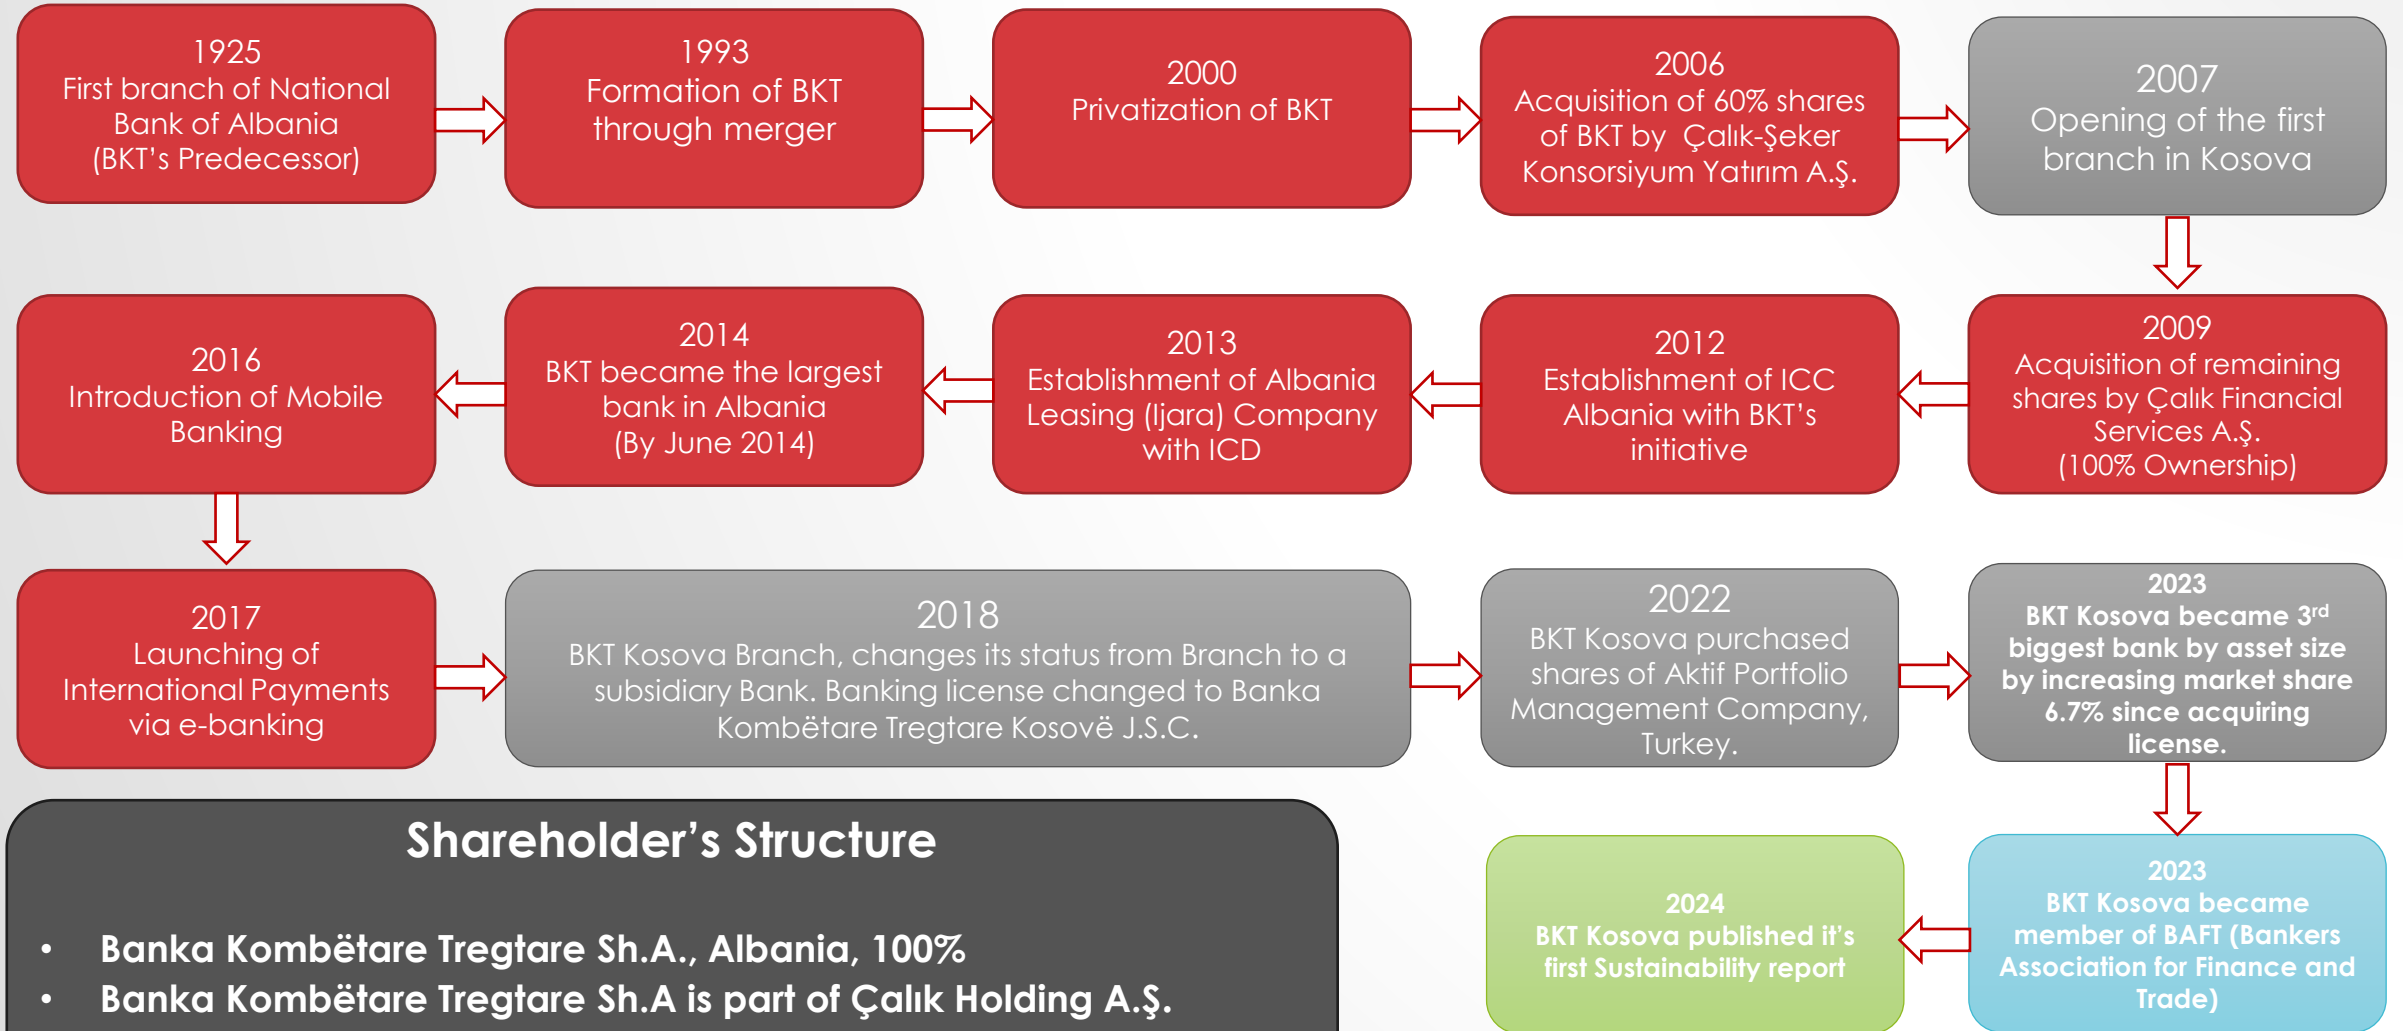 1925
First branch of National
Bank of Albania
(BKT's Predecessor)
1993
Formation of BKT
through merger
2000
Privatization of BKT
2006
Acquisition of 60% shares
of BKT by Çalık-Şeker
Konsorsiyum Yatırım A.Ş.
2007
Opening of the first
branch in Kosova
2009
Acquisition of remaining
shares by Çalık Financial
Services A.Ş.
(100% Ownership)
2012
Establishment of ICC
Albania with BKT's
initiative
2013
Establishment of Albania
Leasing (Ijara) Company
with ICD
2014
BKT became the largest
bank in Albania
(By June 2014)
2016
Introduction of Mobile
Banking
2017
Launching of
International Payments
via e-banking
2018
BKT Kosova Branch, changes its status from Branch to a
subsidiary Bank. Banking license changed to Banka
Kombëtare Tregtare Kosovë J.S.C.
2022
BKT Kosova purchased
shares of Aktif Portfolio
Management Company,
Turkey.
2023
BKT Kosova became 3rd
biggest bank by asset size
by increasing market share
6.7% since acquiring
license.
2023
BKT Kosova became
member of BAFT (Bankers
Association for Finance and
Trade)
2024
BKT Kosova published it's
first Sustainability report
Shareholder's Structure
• Banka Kombëtare Tregtare Sh.A., Albania, 100%
• Banka Kombëtare Tregtare Sh.A is part of Çalık Holding A.Ş.